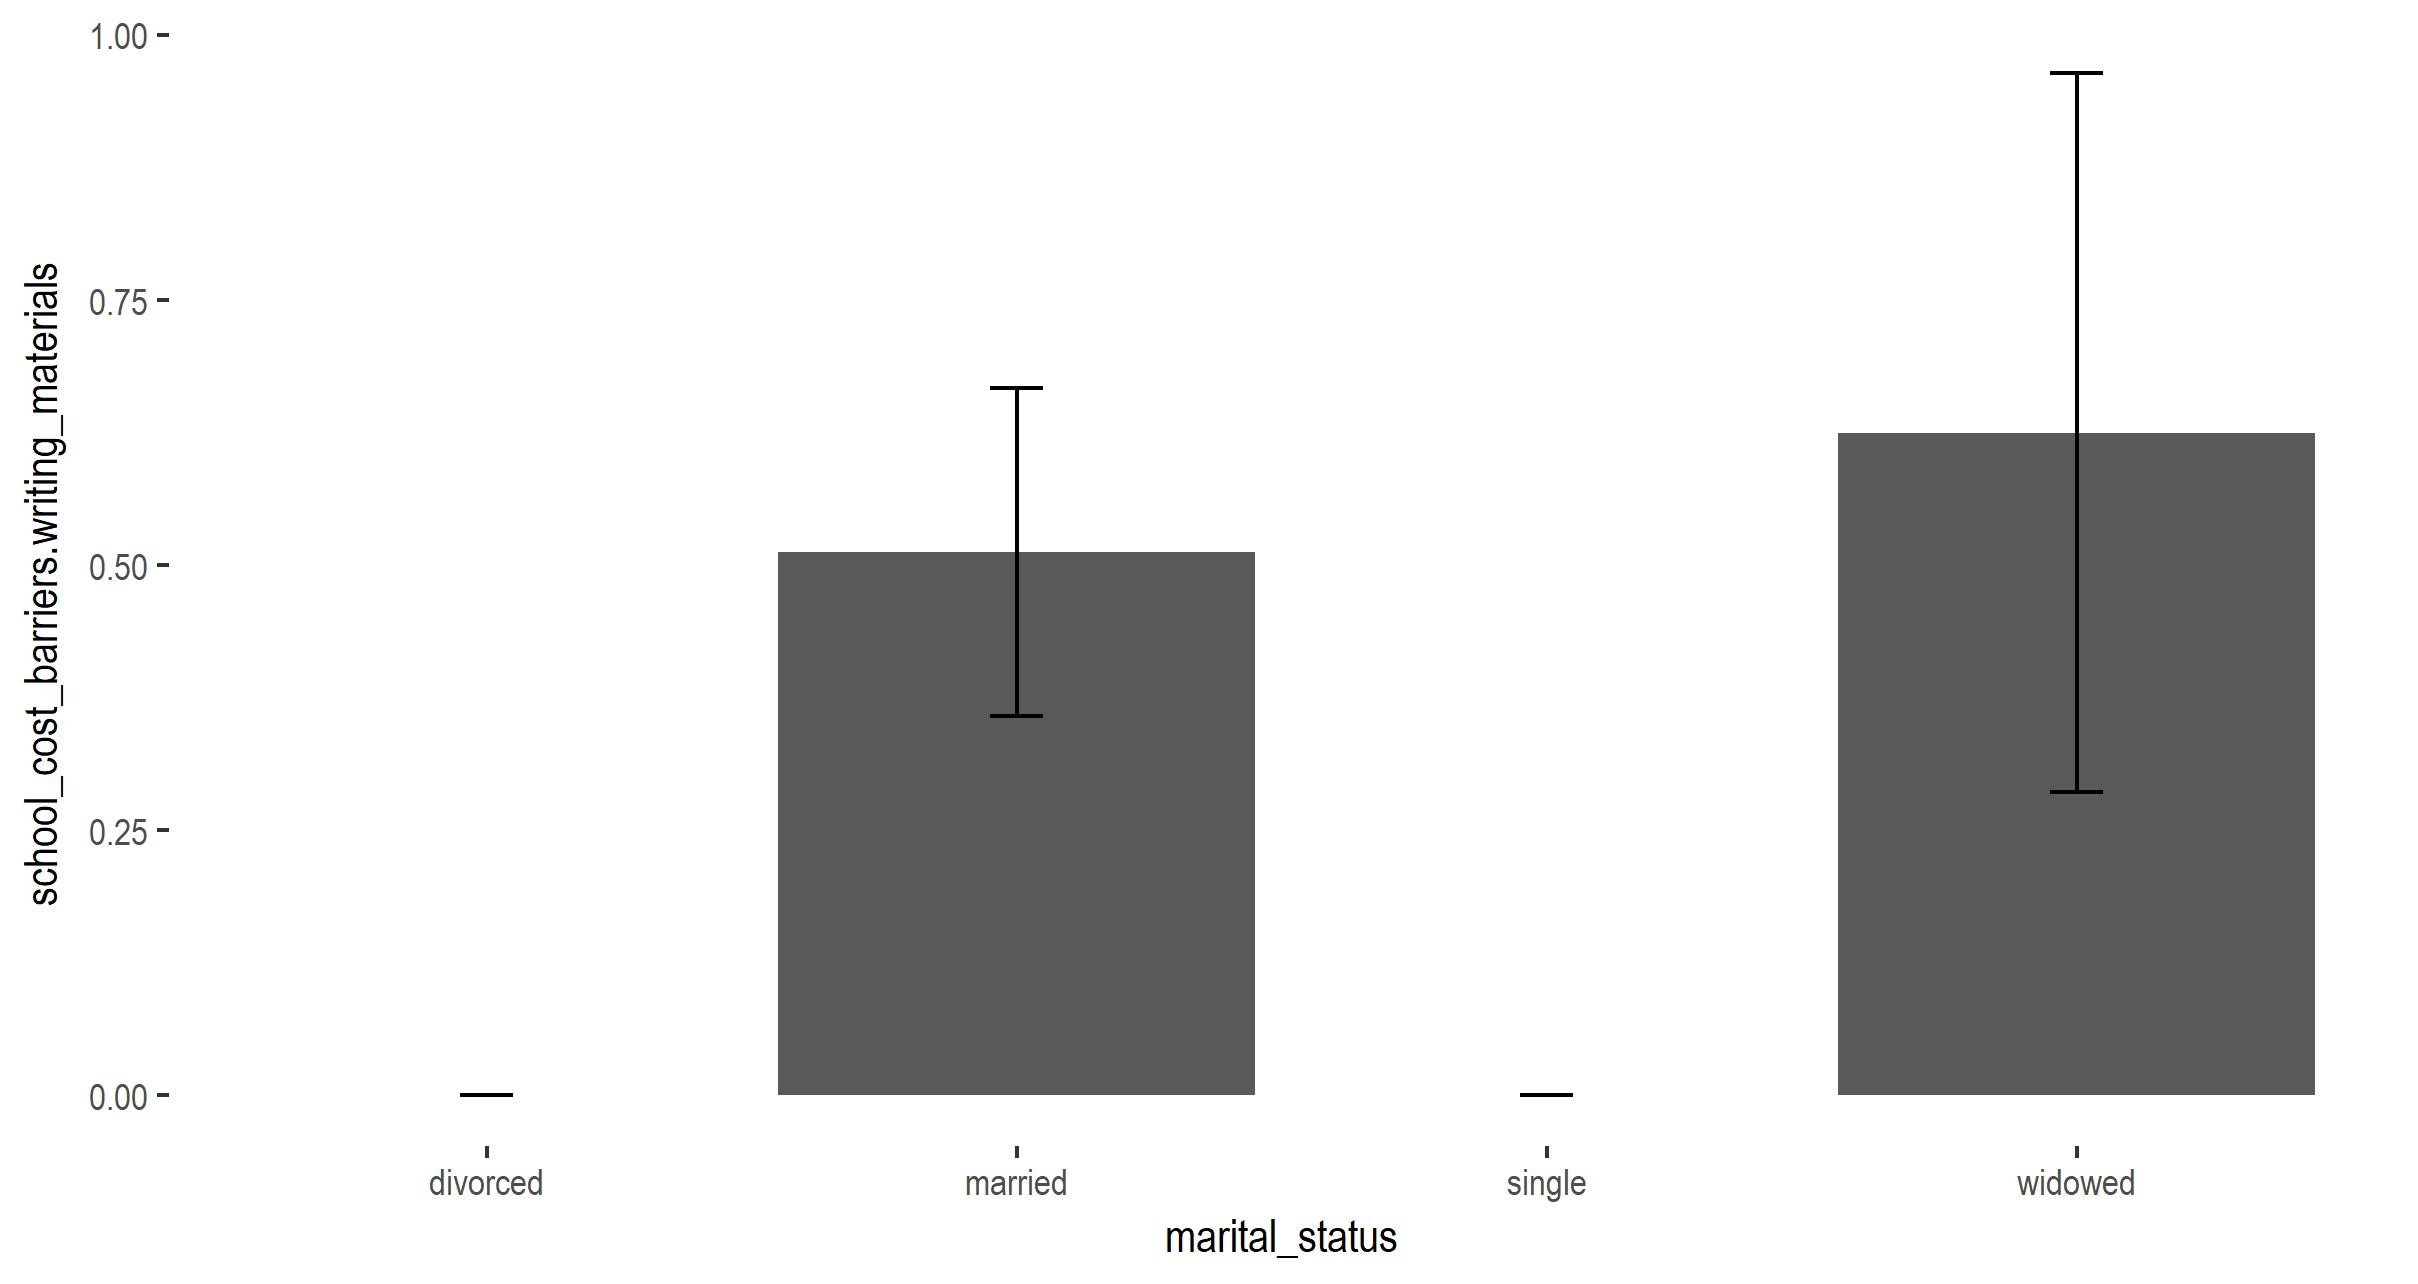 school_cost_barriers.writing_materials
1.00
0.75
0.50
0.25
0.00
divorced
married
single
widowed
marital_status